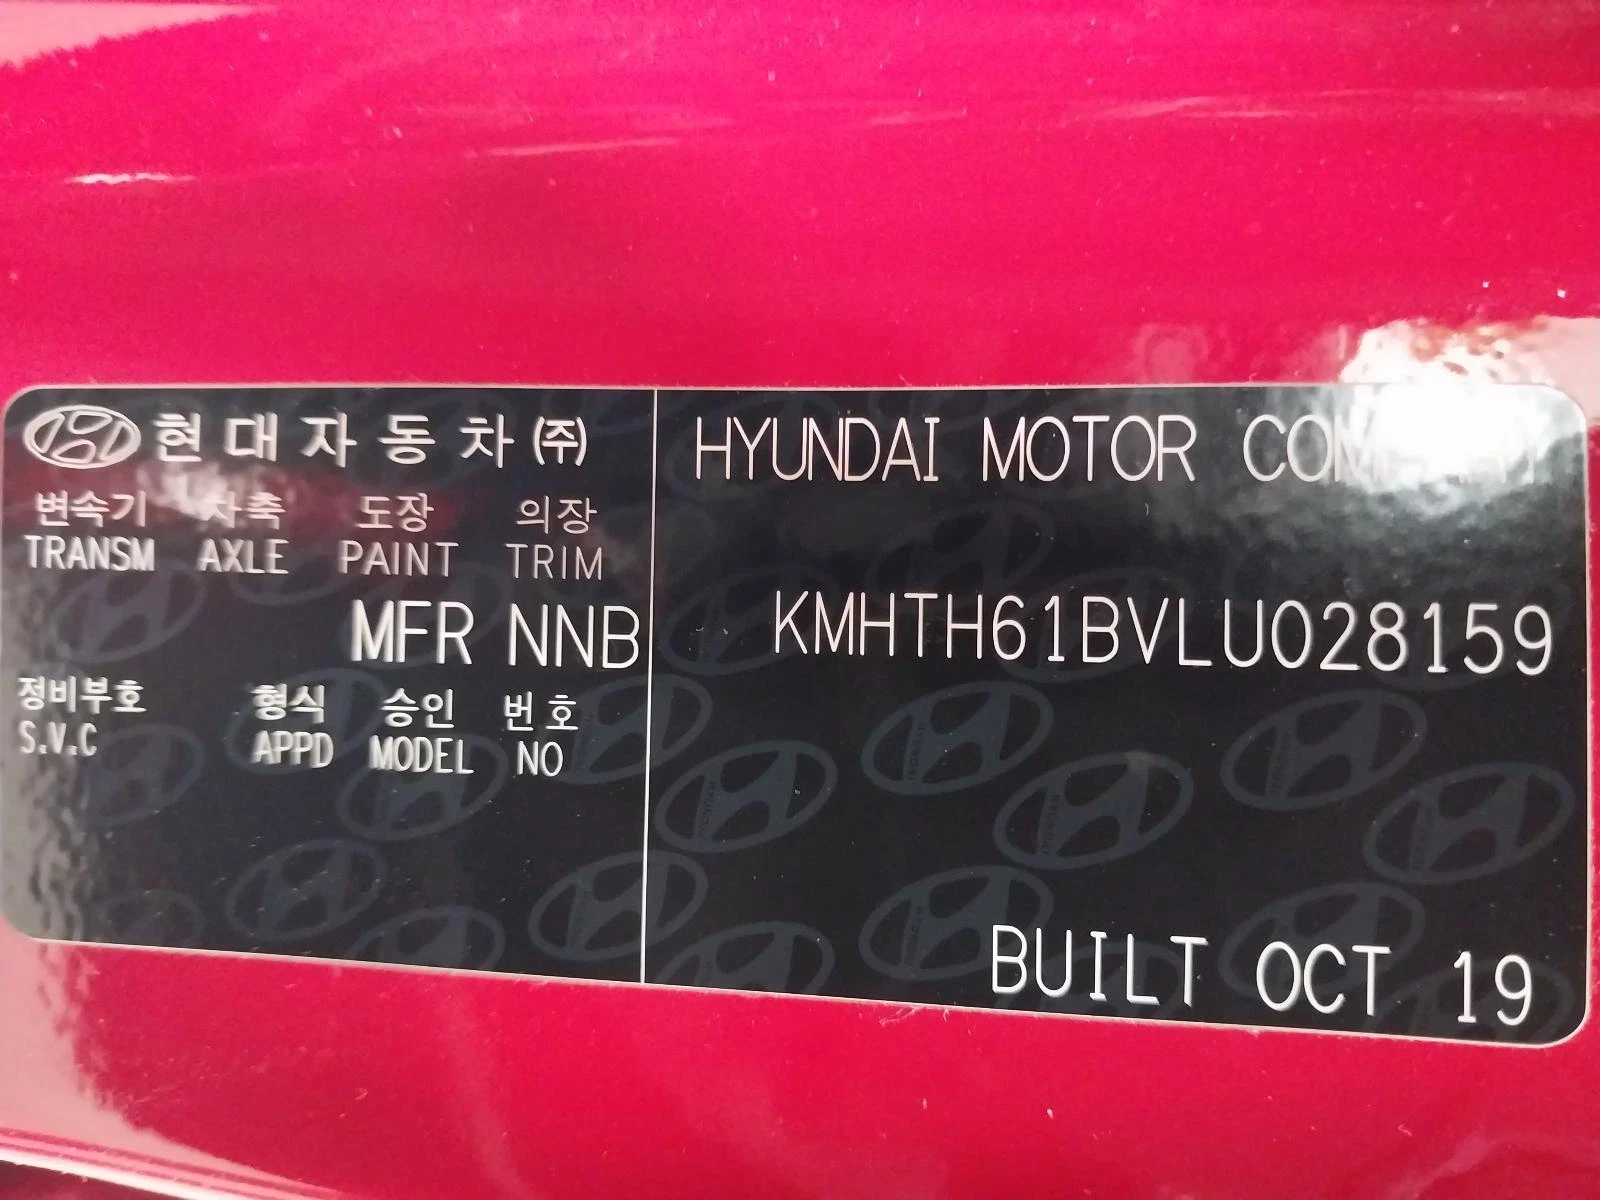 현대자동차(주)
변속기 차축 도장 의장
TRANSM AXLE PAINT TRIM
MFR NNB
정비부호 형식 승인 번호
S.V.C APPD MODEL NO
HYUNDAI MOTOR COMPANY
KMHTH61BVLU028159
BUILT OCT 19